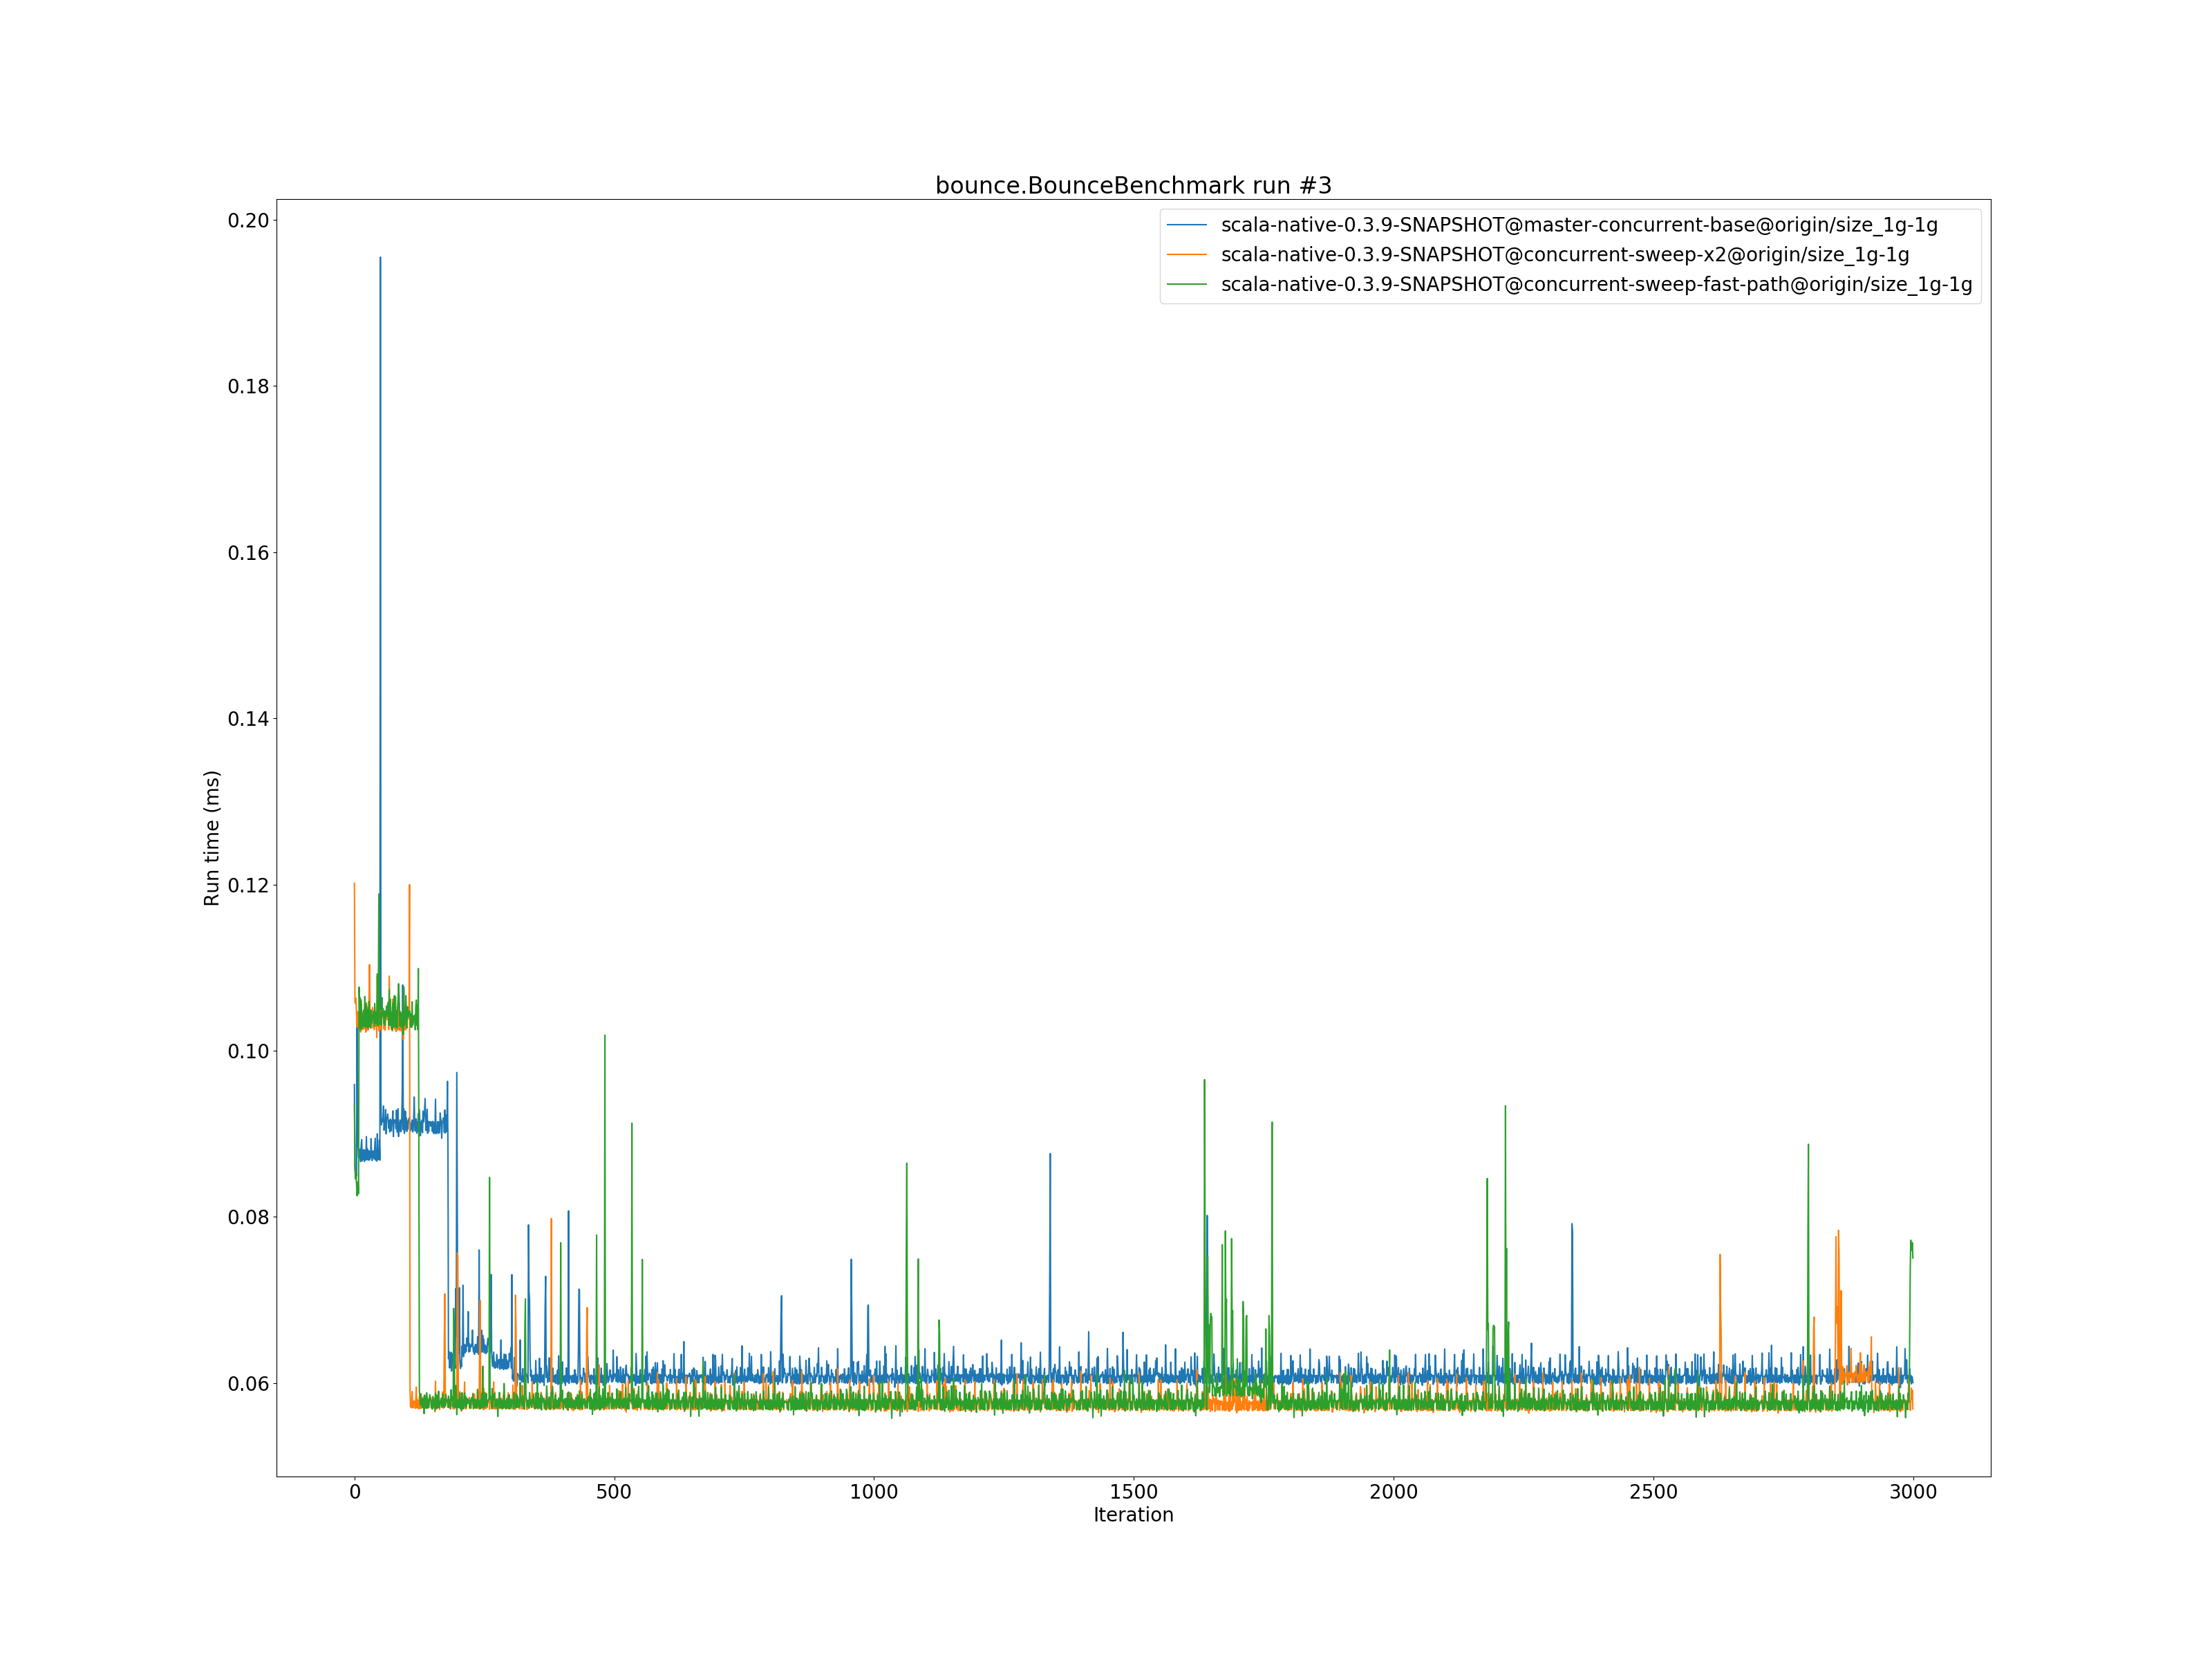 bounce.BounceBenchmark run #3
scala-native-0.3.9-SNAPSHOT@master-concurrent-base@origin/size_1g-1g
scala-native-0.3.9-SNAPSHOT@concurrent-sweep-x2@origin/size_1g-1g
scala-native-0.3.9-SNAPSHOT@concurrent-sweep-fast-path@origin/size_1g-1g
Run time (ms)
0.20
0.18
0.16
0.14
0.12
0.10
0.08
0.06
0 500 1000 1500 2000 2500 3000
Iteration